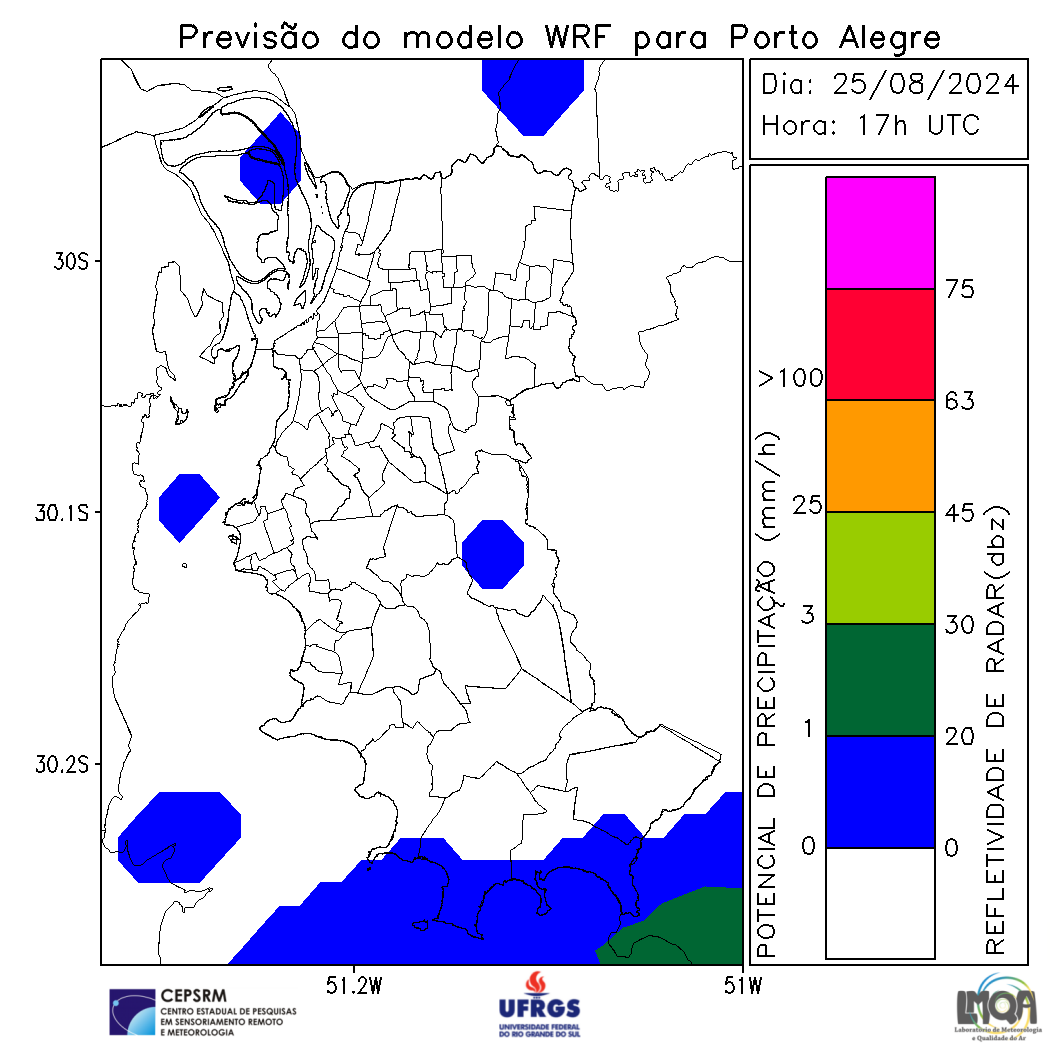 Previsão do modelo WRF para Porto Alegre
Dia: 25/08/2024
Hora: 17h UTC
30S
30.1S
30.2S
51.2W
51W
POTENCIAL DE PRECIPITAÇÃO (mm/h)
>100
25
3
1
0
75
63
45
30
20
0
REFLETIVIDADE DE RADAR(dbz)
CEPSRM
CENTRO ESTADUAL DE PESQUISAS
EM SENSORIAMENTO REMOTO
E METEOROLOGIA
UFRGS
UNIVERSIDADE FEDERAL
DO RIO GRANDE DO SUL
LMQA
Laboratório de Meteorologia
e Qualidade do Ar